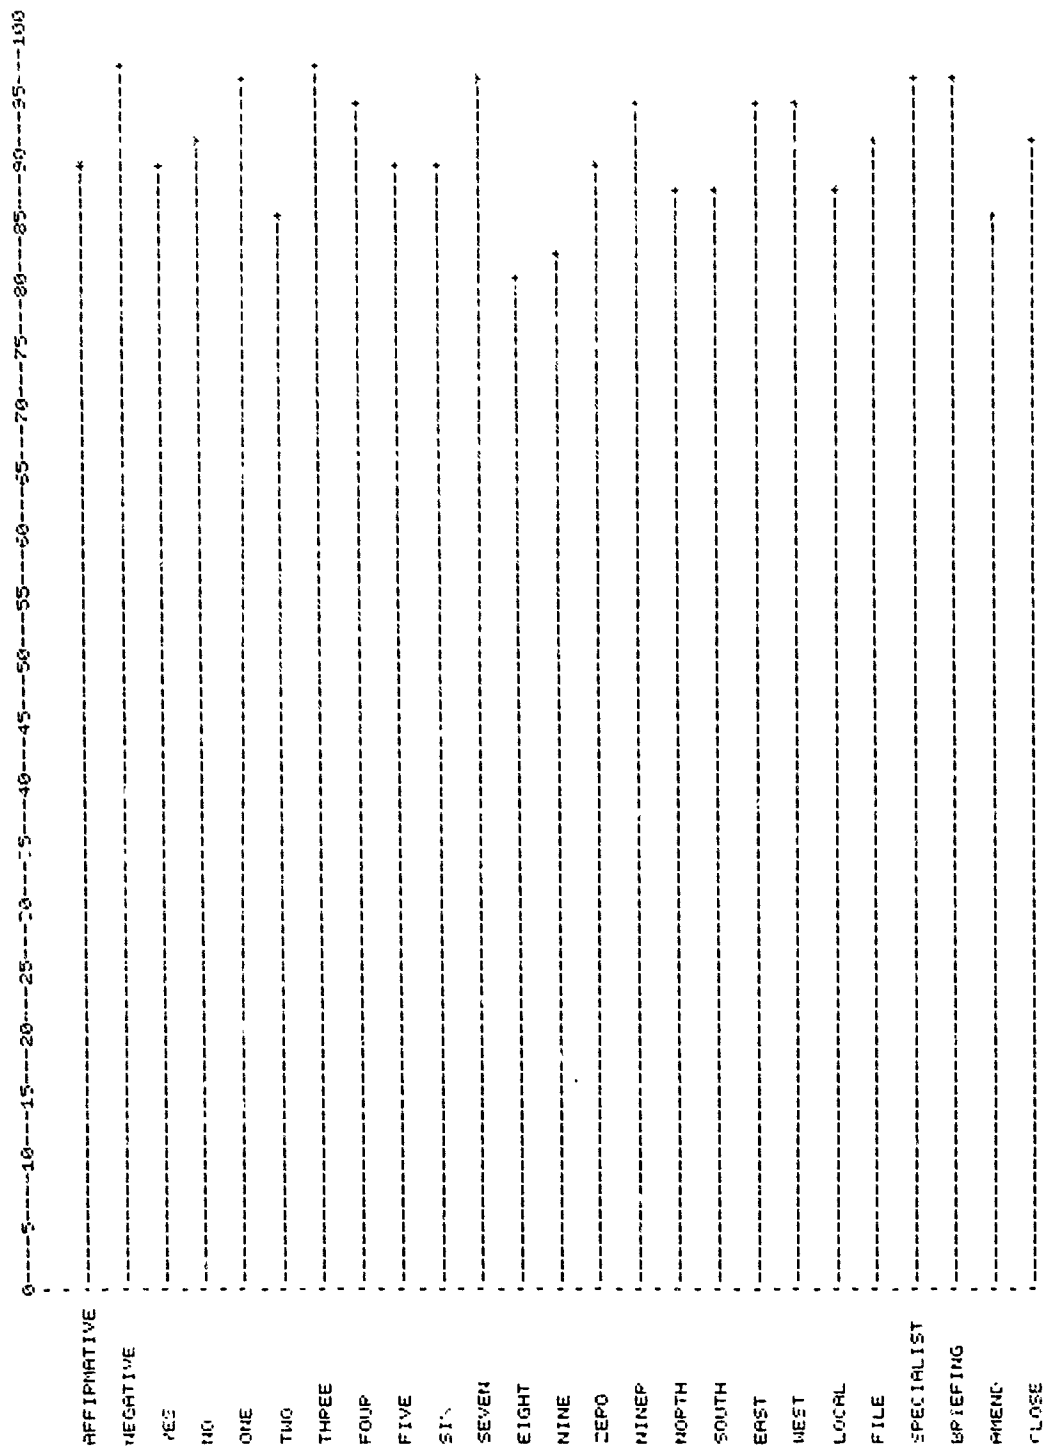 0----5----10---15---20---25---30---35---40---45---50---55---60---65---70---75---80---85---90---95---100
AFFIRMATIVE
NEGATIVE
YES
NO
ONE
TWO
THREE
FOUR
FIVE
SIX
SEVEN
EIGHT
NINE
ZERO
NINER
NORTH
SOUTH
EAST
WEST
LOCAL
FILE
SPECIALIST
BRIEFING
AMEND
CLOSE